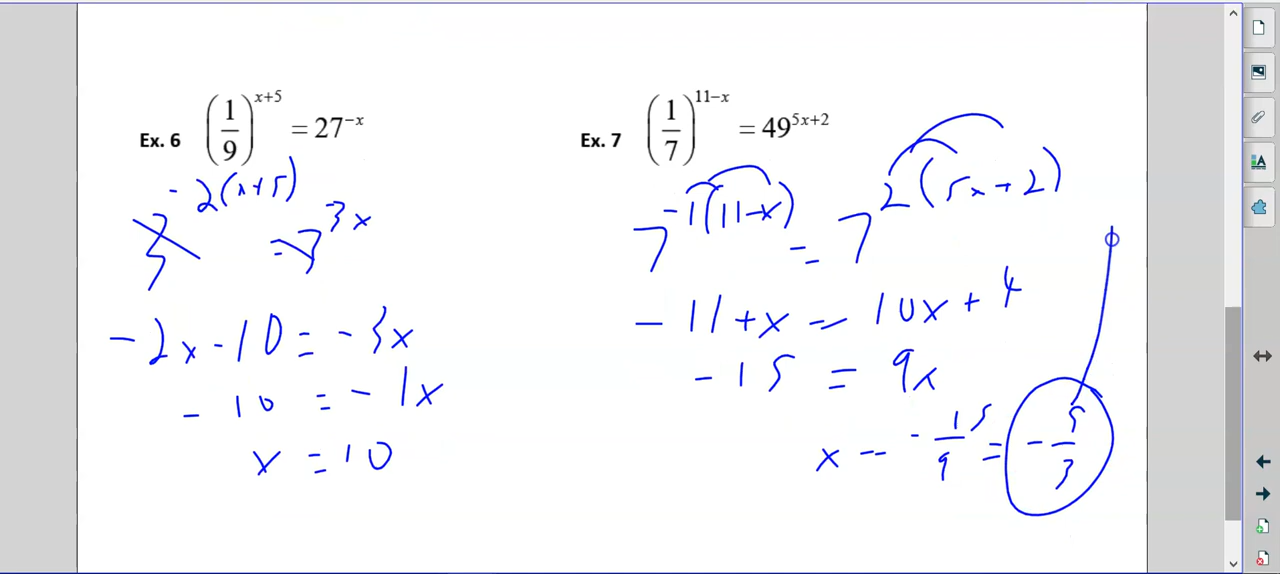 Ex. 6 (1/9)^(x+5) = 27^(-x)
3^(-2(x+5)) = 3^(-3x)
-2x - 10 = -3x
-10 = -1x
x = 10
Ex. 7 (1/7)^(11-x) = 49^(5x+2)
7^(-1(11-x)) = 7^(2(5x+2))
-11 + x = 10x + 4
-15 = 9x
x = -15/9 = -5/3